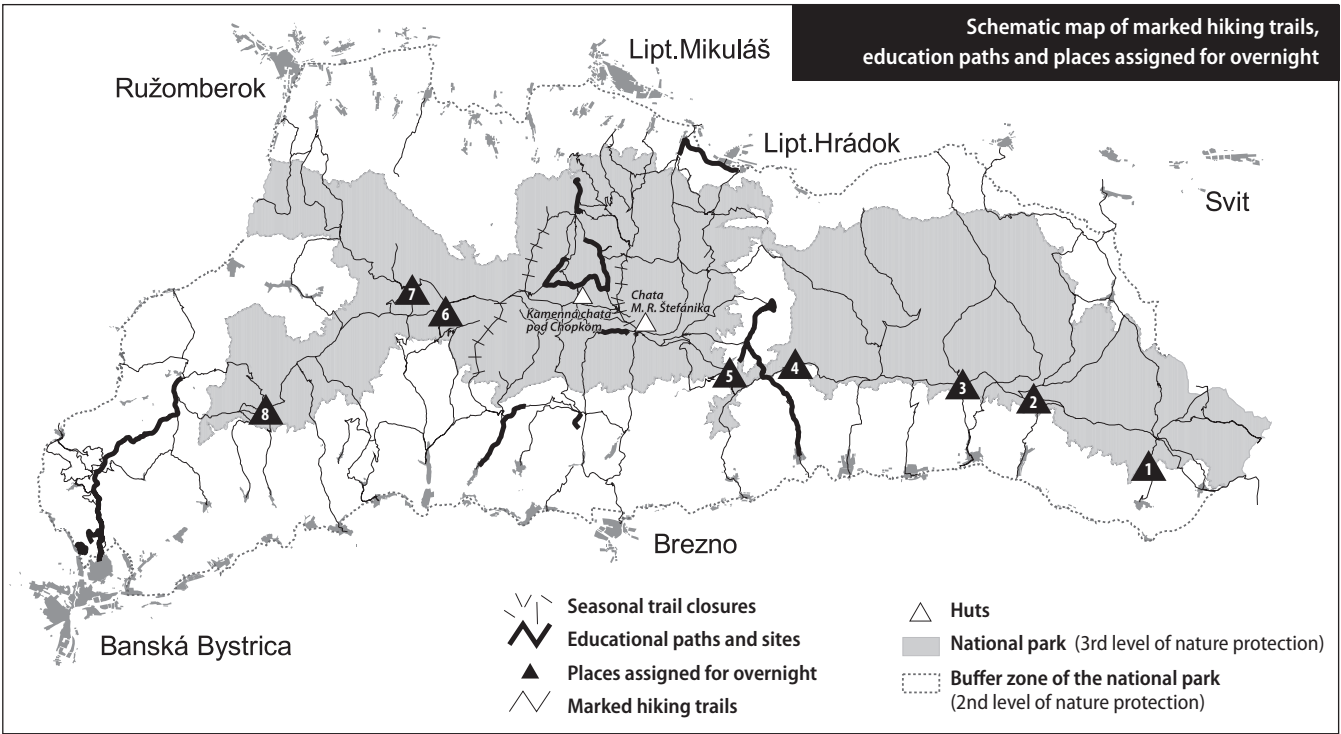 Schematic map of marked hiking trails,
education paths and places assigned for overnight
Lipt.Mikuláš
Ružomberok
Lipt.Hrádok
Svit
7
6
Kamenná chata
pod Chopkom
Chata
M. R. Štefánika
5
4
3
2
8
1
Brezno
Banská Bystrica
Seasonal trail closures
Educational paths and sites
Places assigned for overnight
Marked hiking trails
Huts
National park (3rd level of nature protection)
Buffer zone of the national park
(2nd level of nature protection)